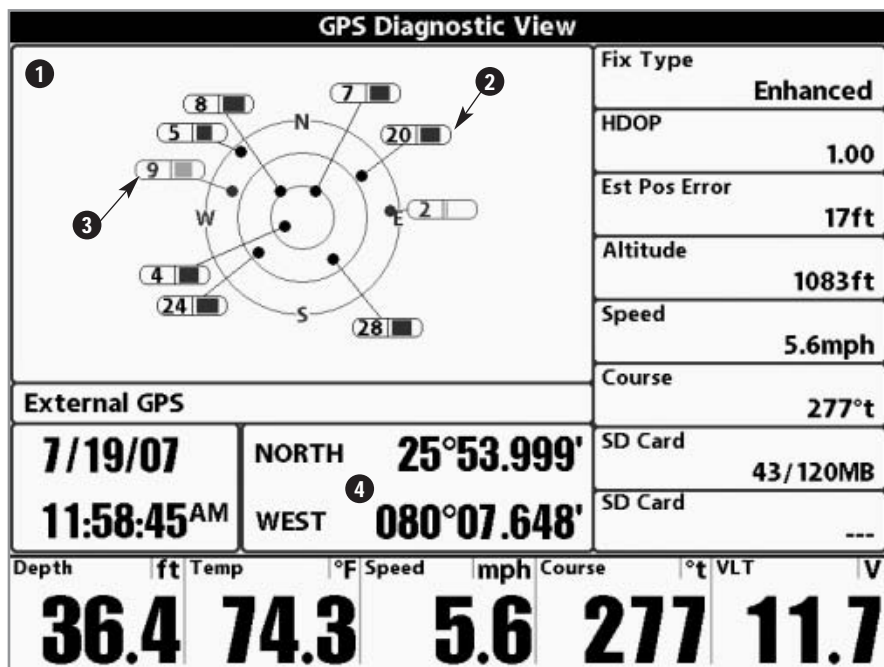 GPS Diagnostic View
1
8
7
2
5
N
20
9
3
W
E
2
4
24
S
28
External GPS
7/19/07
11:58:45AM
NORTH 25°53.999'
4
WEST 080°07.648'
Fix Type
Enhanced
HDOP
1.00
Est Pos Error
17ft
Altitude
1083ft
Speed
5.6mph
Course
277°t
SD Card
43/120MB
SD Card
---
Depth ft
36.4
Temp °F
74.3
Speed mph
5.6
Course °t
277
VLT V
11.7